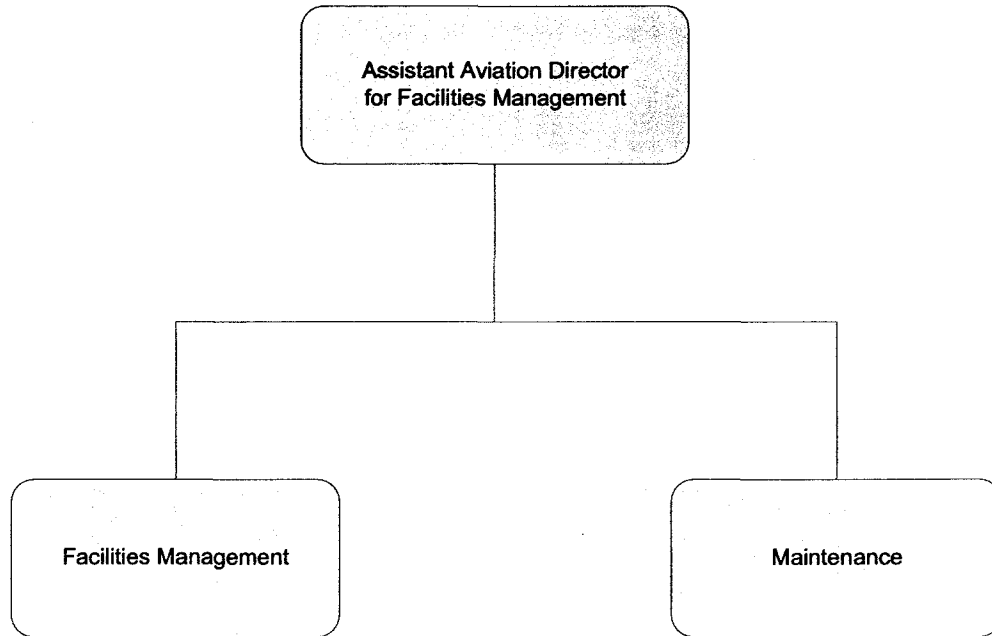 Assistant Aviation Director
for Facilities Management
Facilities Management
Maintenance